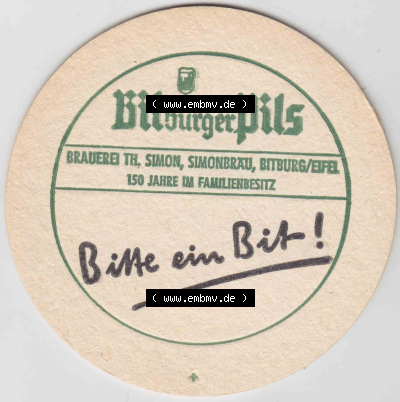 ( www.embmv.de )
Bitburger Pils
BRAUEREI TH. SIMON, SIMONBRÄU, BITBURG/EIFEL
150 JAHRE IM FAMILIENBESITZ
Bitte ein Bit!
( www.embmv.de )